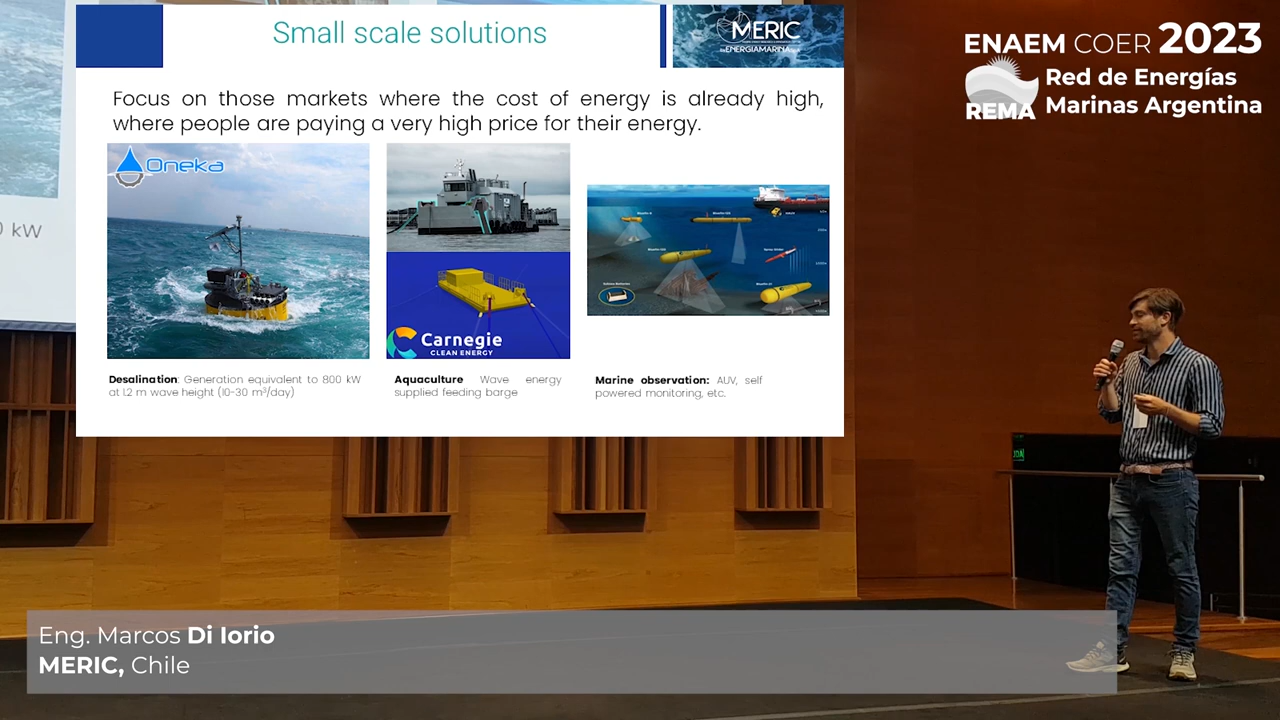 Small scale solutions
MERIC
by ENERGIAMARINA SpA
ENAEM COER 2023
REMA
Red de Energías
Marinas Argentina
Focus on those markets where the cost of energy is already high,
where people are paying a very high price for their energy.
kW
Oneka
Carnegie
CLEAN ENERGY
Desalination: Generation equivalent to 800 kW
at 1.2 m wave height (10-30 m³/day)
Aquaculture Wave energy
supplied feeding barge
Marine observation: AUV, self
powered monitoring, etc.
Eng. Marcos Di Iorio
MERIC, Chile